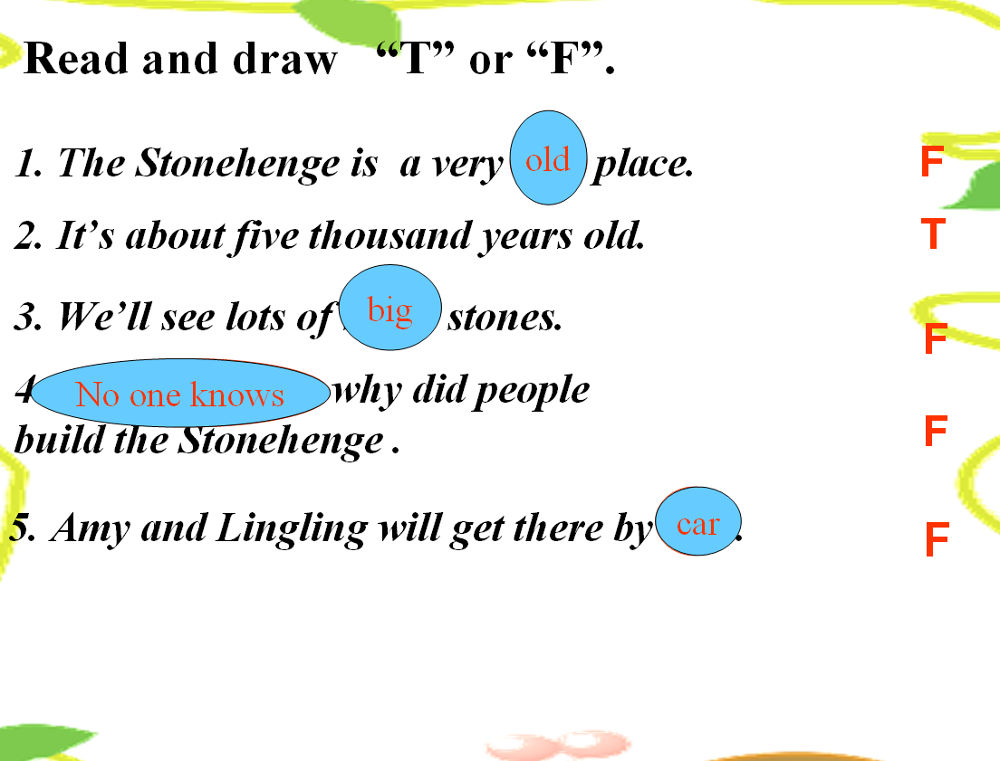 Read and draw “T” or “F”.
1. The Stonehenge is a very old place. F
2. It’s about five thousand years old. T
3. We’ll see lots of big stones. F
4 No one knows why did people
build the Stonehenge . F
5. Amy and Lingling will get there by car . F